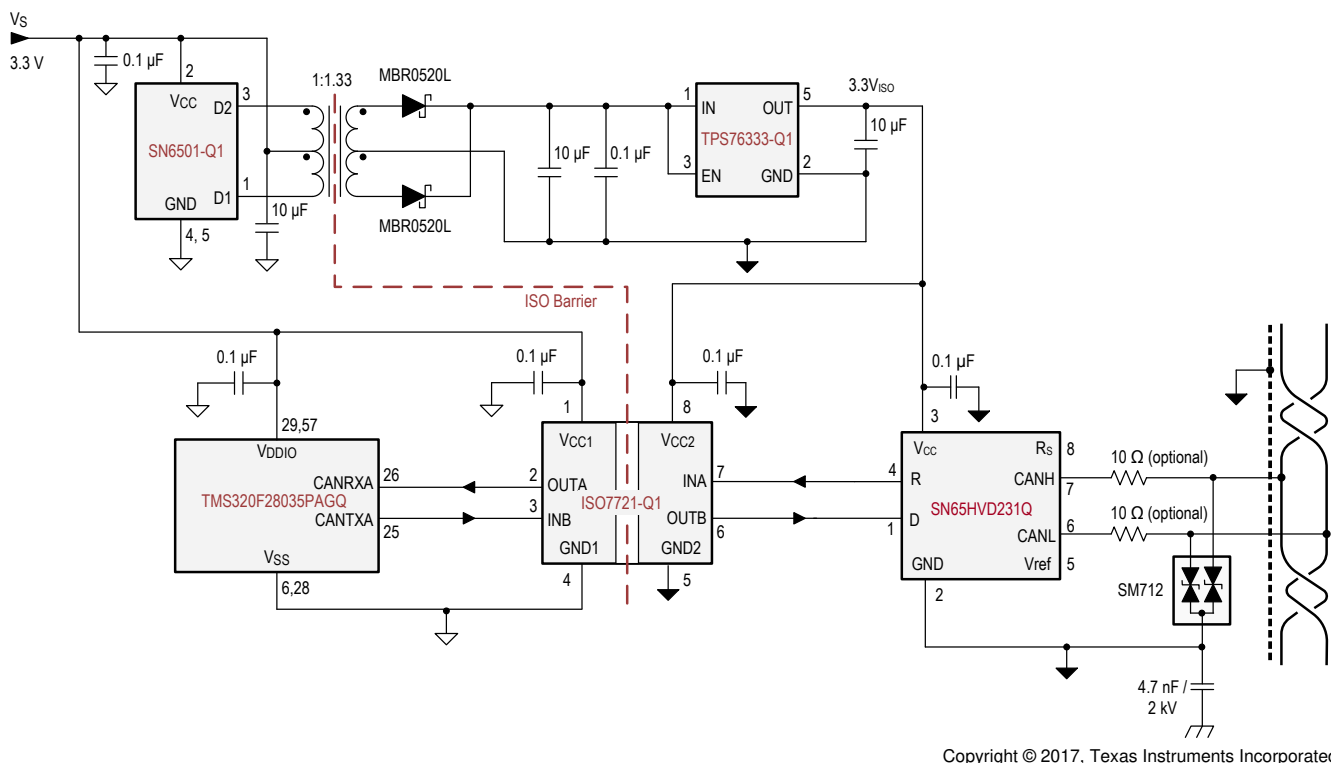 VS
3.3 V
0.1 µF
2
VCC
D2
3
SN6501-Q1
D1
1
GND
4, 5
10 µF
1:1.33
MBR0520L
MBR0520L
10 µF
0.1 µF
1
IN
OUT
5
TPS76333-Q1
3
EN
GND
2
3.3VISO
10 µF
ISO Barrier
0.1 µF
29,57
VDDIO
CANRXA
26
TMS320F28035PAGQ
CANTXA
25
VSS
6,28
0.1 µF
1
VCC1
2
OUTA
3
INB
GND1
4
ISO7721-Q1
0.1 µF
8
VCC2
INA
7
OUTB
6
GND2
5
0.1 µF
3
VCC
RS
8
4
R
CANH
7
SN65HVD231Q
1
D
CANL
6
GND
Vref
5
2
10 Ω (optional)
10 Ω (optional)
SM712
4.7 nF /
2 kV
Copyright © 2017, Texas Instruments Incorporated